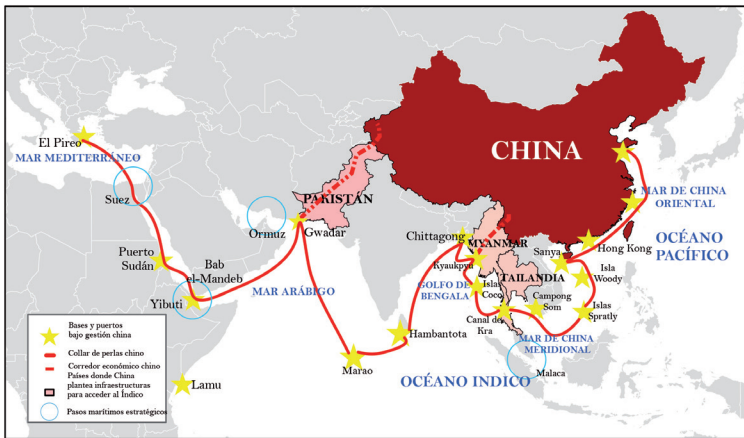 El Pireo
MAR MEDITERRÁNEO
Suez
Puerto
Sudán
Bab
el-Mandeb
Yibuti
Lamu
Ormuz
PAKISTÁN
Gwadar
MAR ARÁBIGO
Marao
Hambantota
OCÉANO INDÍCO
CHINA
Chittagong
MYANMAR
Kyaukpyu
GOLFO DE
BENGALA
Islas
Coco
TAILANDIA
Canal de
Kra
Campong
Som
Malaca
MAR DE CHINA
MERIDIONAL
Islas
Spratly
Isla
Woody
Sanya
Hong Kong
MAR DE CHINA
ORIENTAL
OCÉANO
PACÍFICO
Bases y puertos
bajo gestión china
Collar de perlas chino
Corredor económico chino
Países donde China
plantea infraestructuras
para acceder al Índico
Pasos marítimos estratégicos